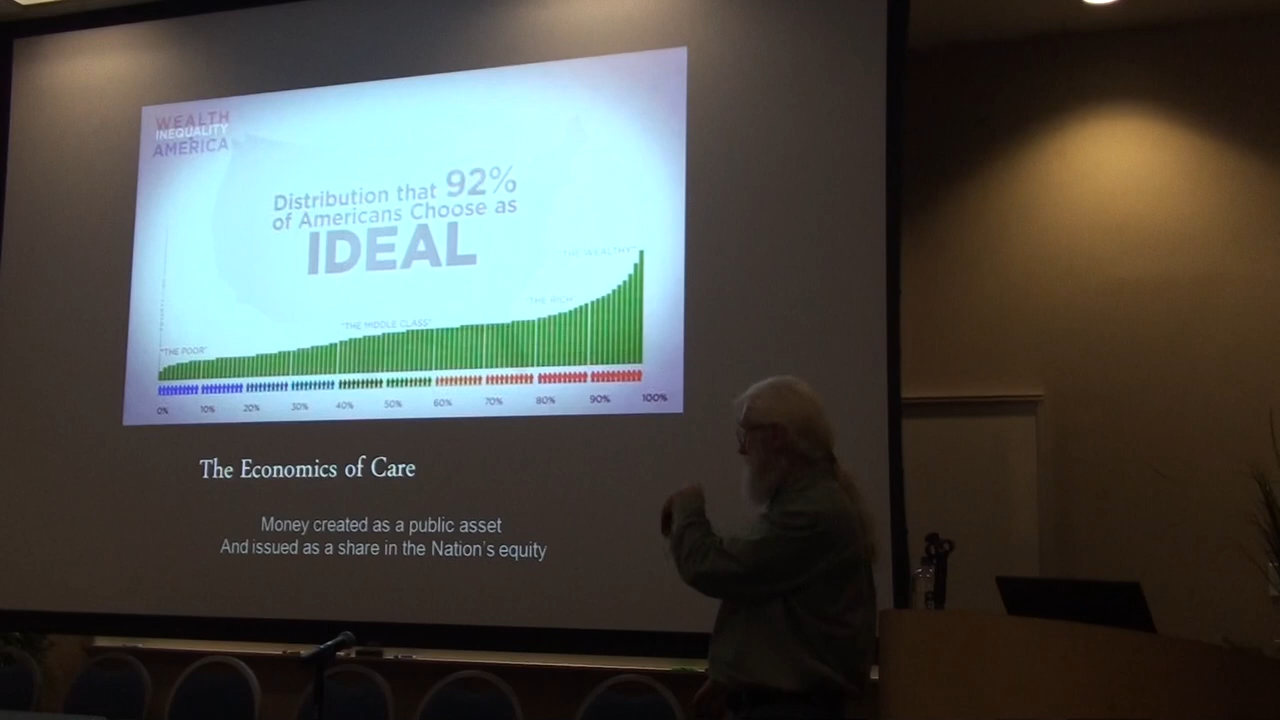 WEALTH
INEQUALITY
AMERICA
Distribution that 92%
of Americans Choose as
IDEAL
"THE WEALTHY"
"THE RICH"
"THE MIDDLE CLASS"
"THE POOR"
0% 10% 20% 30% 40% 50% 60% 70% 80% 90% 100%
The Economics of Care
Money created as a public asset
And issued as a share in the Nation's equity